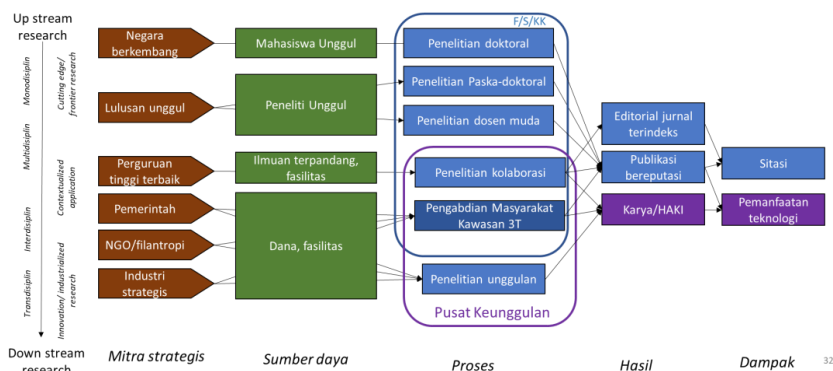 Up stream
research
Monodisiplin
Multidisiplin
Interdisiplin
Transdisiplin
Cutting edge/
frontier research
Contextualized
application
Innovation/ industrialized
research
Down stream
research
Negara
berkembang
Lulusan unggul
Perguruan
tinggi terbaik
Pemerintah
NGO/filantropi
Industri
strategis
Mitra strategis
Mahasiswa Unggul
Peneliti Unggul
Ilmuan terpandang,
fasilitas
Dana, fasilitas
Sumber daya
F/S/KK
Penelitian doktoral
Penelitian Paska-doktoral
Penelitian dosen muda
Penelitian kolaborasi
Pengabdian Masyarakat
Kawasan 3T
Penelitian unggulan
Pusat Keunggulan
Proses
Editorial jurnal
terindeks
Publikasi
bereputasi
Karya/HAKI
Hasil
Sitasi
Pemanfaatan
teknologi
Dampak
32